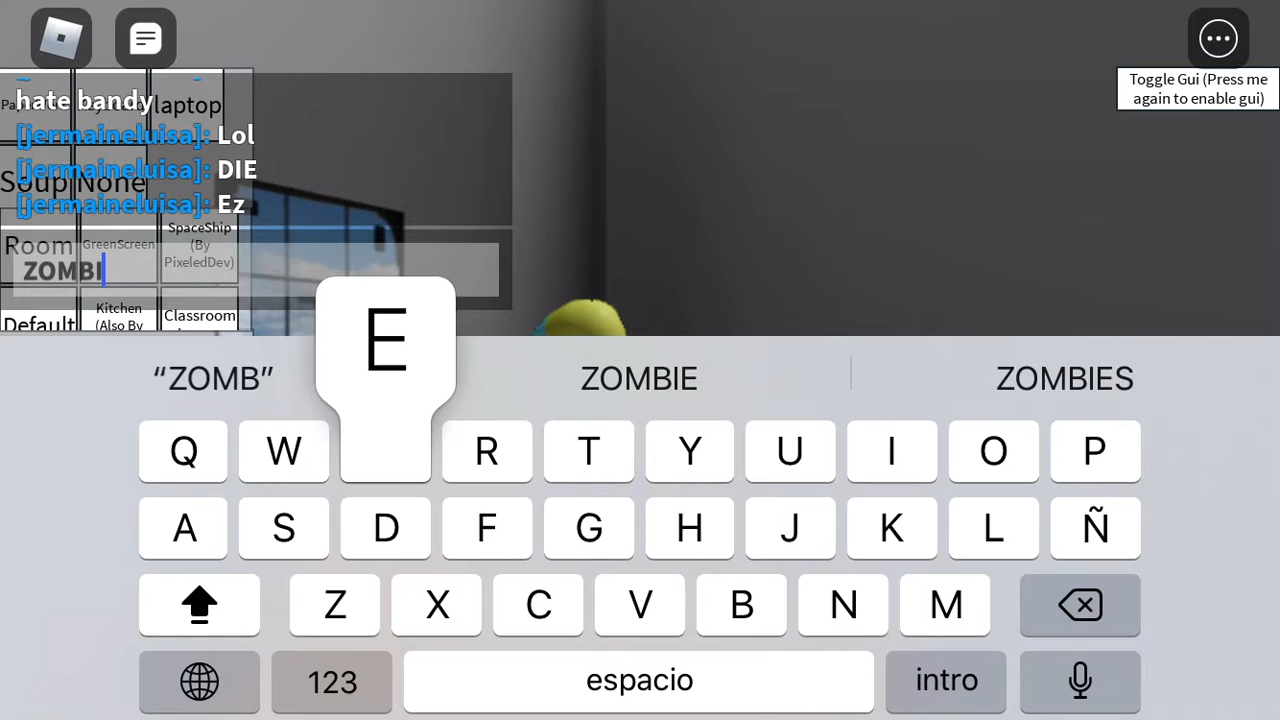 Toggle Gui (Press me
again to enable gui)
laptop
hate bandy
[jermaineluisa]: Lol
[jermaineluisa]: DIE
[jermaineluisa]: Ez
Soup
None
Room
GreenScreen
SpaceShip
(By
PixeledDev)
ZOMBI
Default
Kitchen
(Also By
Classroom
E
“ZOMB”
ZOMBIE
ZOMBIES
Q W R T Y U I O P
A S D F G H J K L Ñ
Z X C V B N M
123
espacio
intro